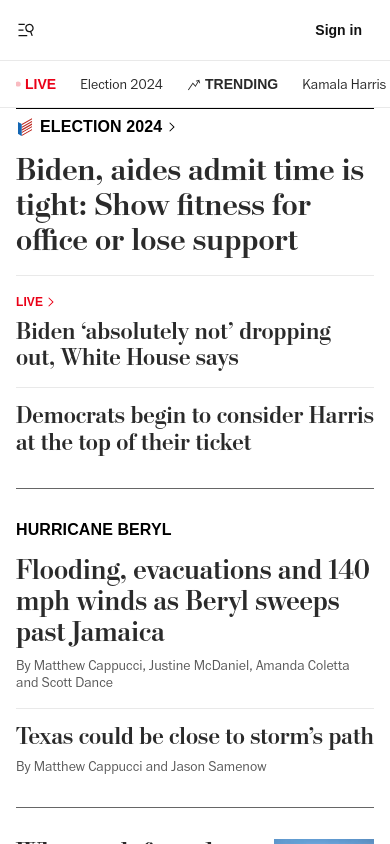 Sign in
LIVE Election 2024 TRENDING Kamala Harris
ELECTION 2024
Biden, aides admit time is
tight: Show fitness for
office or lose support
LIVE
Biden ‘absolutely not’ dropping
out, White House says
Democrats begin to consider Harris
at the top of their ticket
HURRICANE BERYL
Flooding, evacuations and 140
mph winds as Beryl sweeps
past Jamaica
By Matthew Cappucci, Justine McDaniel, Amanda Coletta
and Scott Dance
Texas could be close to storm’s path
By Matthew Cappucci and Jason Samenow